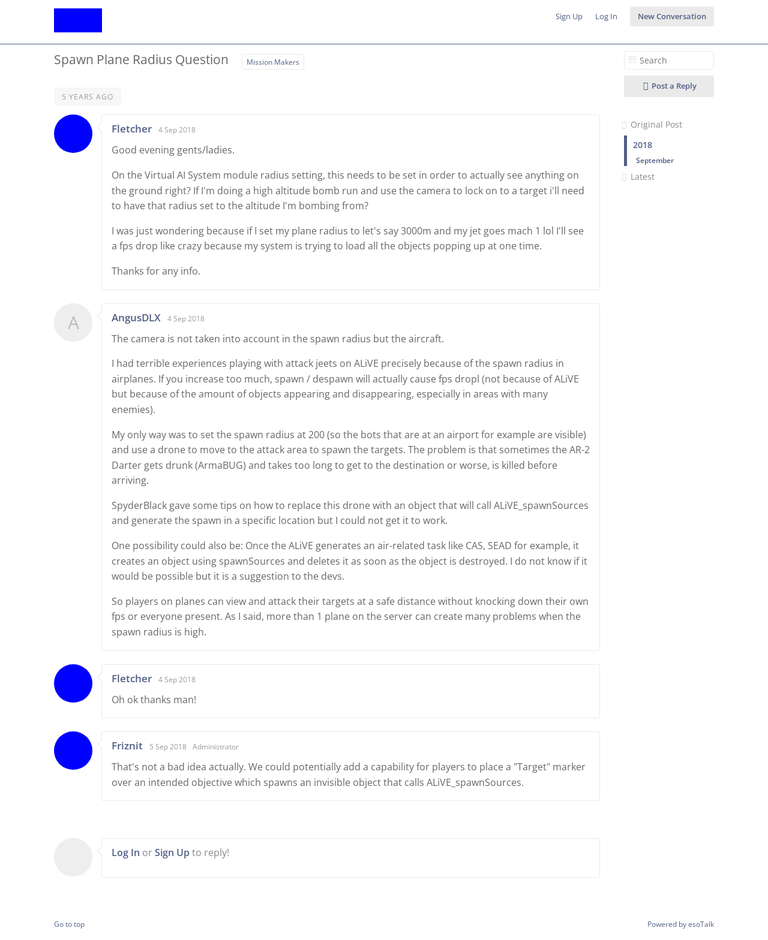 Sign Up Log In New Conversation
Spawn Plane Radius Question Mission Makers
Search
Post a Reply
5 YEARS AGO
Original Post
2018
September
Latest
Fletcher 4 Sep 2018
Good evening gents/ladies.
On the Virtual AI System module radius setting, this needs to be set in order to actually see anything on
the ground right? If I'm doing a high altitude bomb run and use the camera to lock on to a target i'll need
to have that radius set to the altitude I'm bombing from?
I was just wondering because if I set my plane radius to let's say 3000m and my jet goes mach 1 lol I'll see
a fps drop like crazy because my system is trying to load all the objects popping up at one time.
Thanks for any info.
A
AngusDLX 4 Sep 2018
The camera is not taken into account in the spawn radius but the aircraft.
I had terrible experiences playing with attack jeets on ALiVE precisely because of the spawn radius in
airplanes. If you increase too much, spawn / despawn will actually cause fps dropl (not because of ALiVE
but because of the amount of objects appearing and disappearing, especially in areas with many
enemies).
My only way was to set the spawn radius at 200 (so the bots that are at an airport for example are visible)
and use a drone to move to the attack area to spawn the targets. The problem is that sometimes the AR-2
Darter gets drunk (ArmaBUG) and takes too long to get to the destination or worse, is killed before
arriving.
SpyderBlack gave some tips on how to replace this drone with an object that will call ALiVE_spawnSources
and generate the spawn in a specific location but I could not get it to work.
One possibility could also be: Once the ALiVE generates an air-related task like CAS, SEAD for example, it
creates an object using spawnSources and deletes it as soon as the object is destroyed. I do not know if it
would be possible but it is a suggestion to the devs.
So players on planes can view and attack their targets at a safe distance without knocking down their own
fps or everyone present. As I said, more than 1 plane on the server can create many problems when the
spawn radius is high.
Fletcher 4 Sep 2018
Oh ok thanks man!
Friznit 5 Sep 2018 Administrator
That's not a bad idea actually. We could potentially add a capability for players to place a "Target" marker
over an intended objective which spawns an invisible object that calls ALiVE_spawnSources.
Log In or Sign Up to reply!
Go to top
Powered by esoTalk